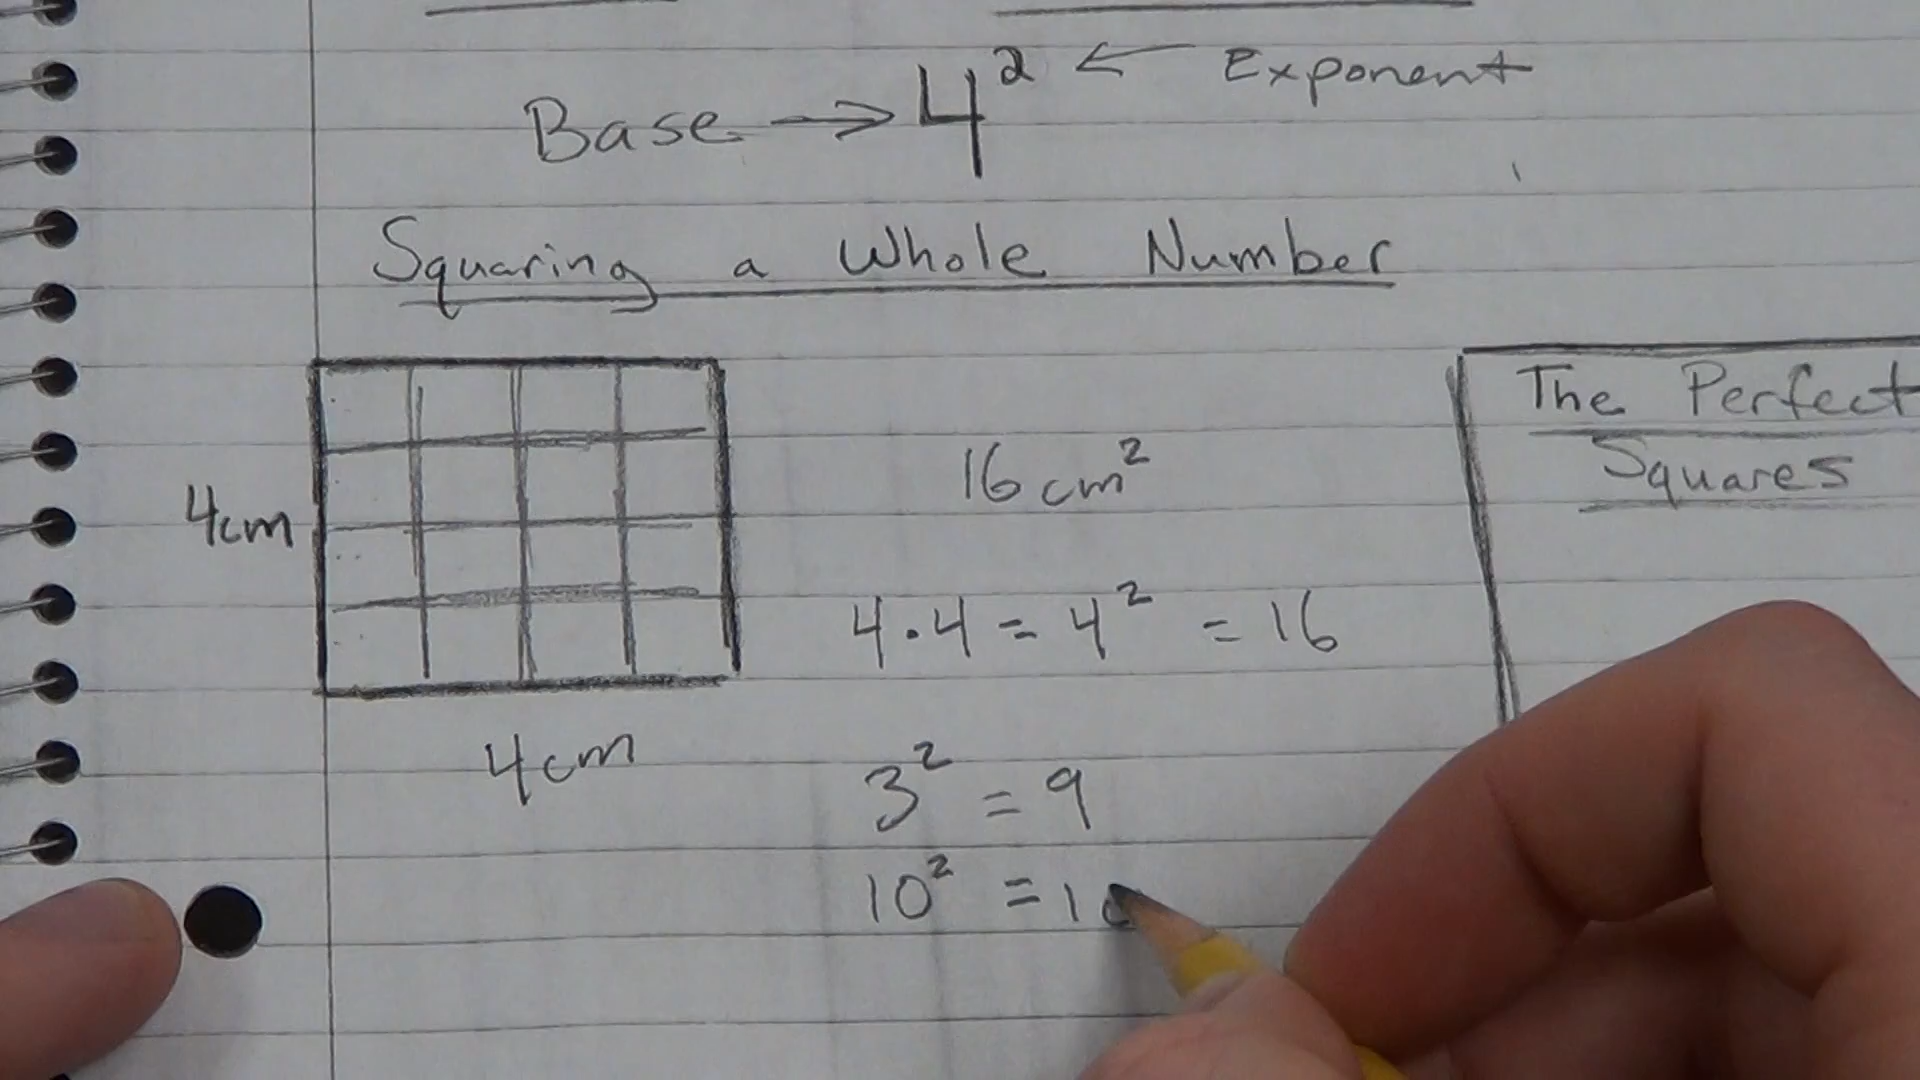 Base → 4² ← Exponent
Squaring a Whole Number
The Perfect
Squares
16 cm²
4cm
4·4 = 4² = 16
4cm
3² = 9
10² = 10